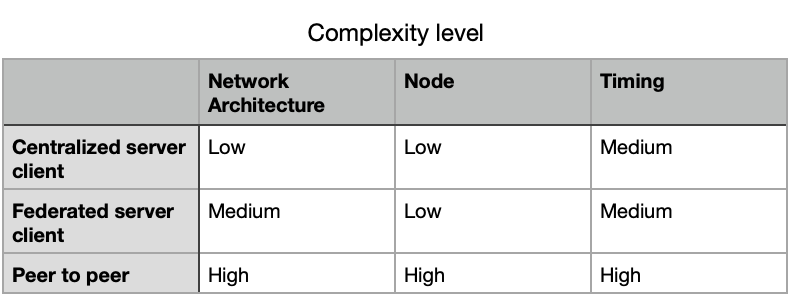 Complexity level
Network Architecture Node Timing
Centralized server client Low Low Medium
Federated server client Medium Low Medium
Peer to peer High High High